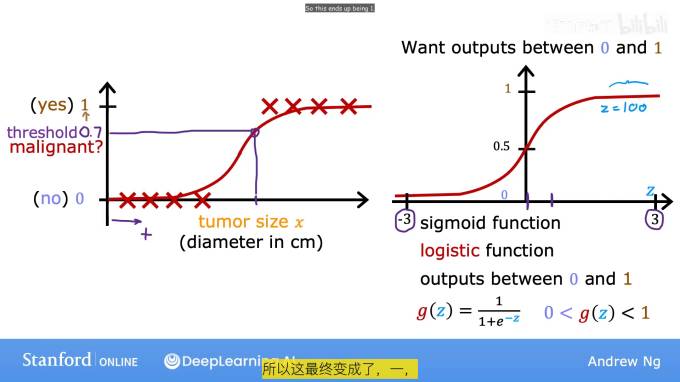 So this ends up being 1
bilibili
Want outputs between 0 and 1
(yes) 1
threshold 0.7
malignant?
(no) 0
+
tumor size x
(diameter in cm)
1
z=100
0.5
0
z
-3
3
sigmoid function
logistic function
outputs between 0 and 1
g(z) = 1/(1+e^{-z}) 0 < g(z) < 1
Stanford ONLINE
DeepLearning.AI
Andrew Ng
所以这最终变成了，一，